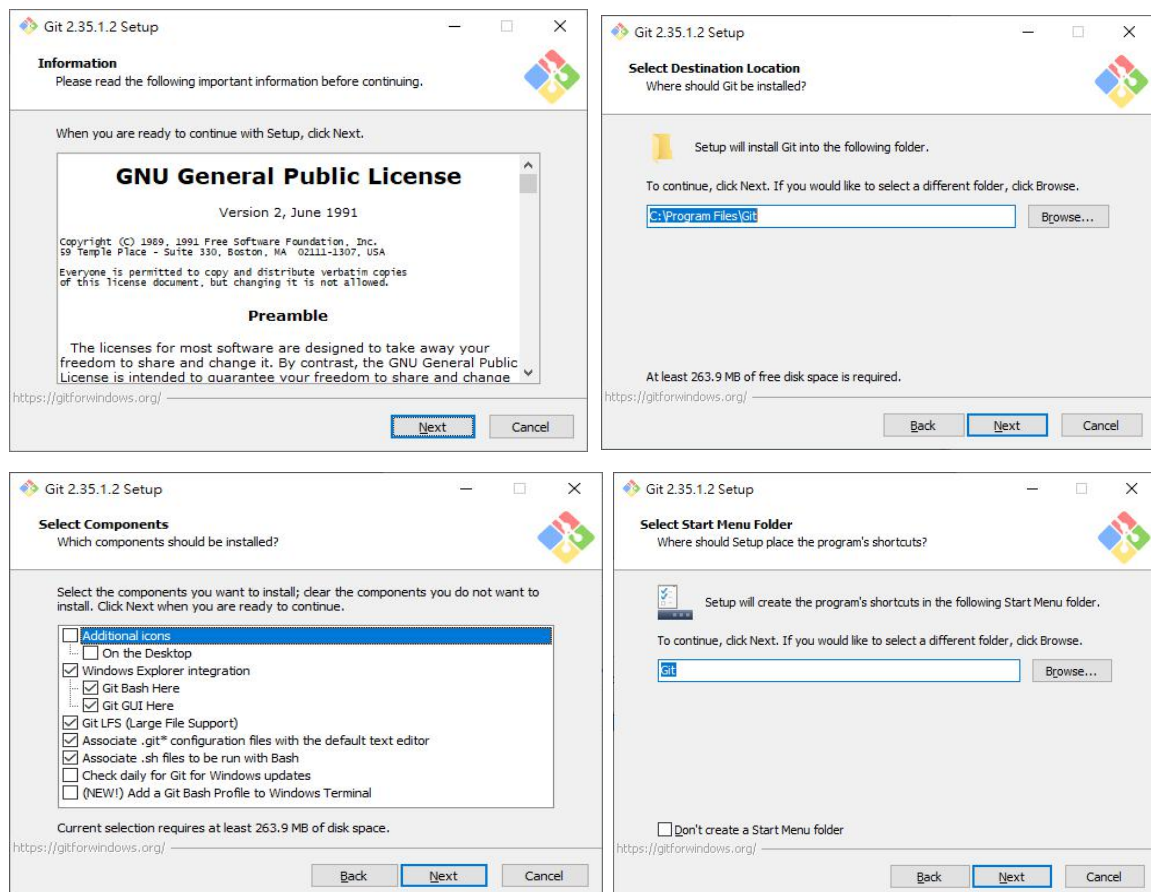 Git 2.35.1.2 Setup
Information
Please read the following important information before continuing.
When you are ready to continue with Setup, click Next.
GNU General Public License
Version 2, June 1991
Copyright (C) 1989, 1991 Free Software Foundation, Inc.
59 Temple Place - Suite 330, Boston, MA  02111-1307, USA
Everyone is permitted to copy and distribute verbatim copies
of this license document, but changing it is not allowed.
Preamble
The licenses for most software are designed to take away your
freedom to share and change it. By contrast, the GNU General Public
License is intended to guarantee your freedom to share and change
https://gitforwindows.org/
Next
Cancel
Git 2.35.1.2 Setup
Select Destination Location
Where should Git be installed?
Setup will install Git into the following folder.
To continue, click Next. If you would like to select a different folder, click Browse.
C:\Program Files\Git
Browse...
At least 263.9 MB of free disk space is required.
https://gitforwindows.org/
Back
Next
Cancel
Git 2.35.1.2 Setup
Select Components
Which components should be installed?
Select the components you want to install; clear the components you do not want to
install. Click Next when you are ready to continue.
Additional icons
On the Desktop
Windows Explorer integration
Git Bash Here
Git GUI Here
Git LFS (Large File Support)
Associate .git* configuration files with the default text editor
Associate .sh files to be run with Bash
Check daily for Git for Windows updates
(NEW!) Add a Git Bash Profile to Windows Terminal
Current selection requires at least 263.9 MB of disk space.
https://gitforwindows.org/
Back
Next
Cancel
Git 2.35.1.2 Setup
Select Start Menu Folder
Where should Setup place the program's shortcuts?
Setup will create the program's shortcuts in the following Start Menu folder.
To continue, click Next. If you would like to select a different folder, click Browse.
Git
Browse...
Don't create a Start Menu folder
https://gitforwindows.org/
Back
Next
Cancel